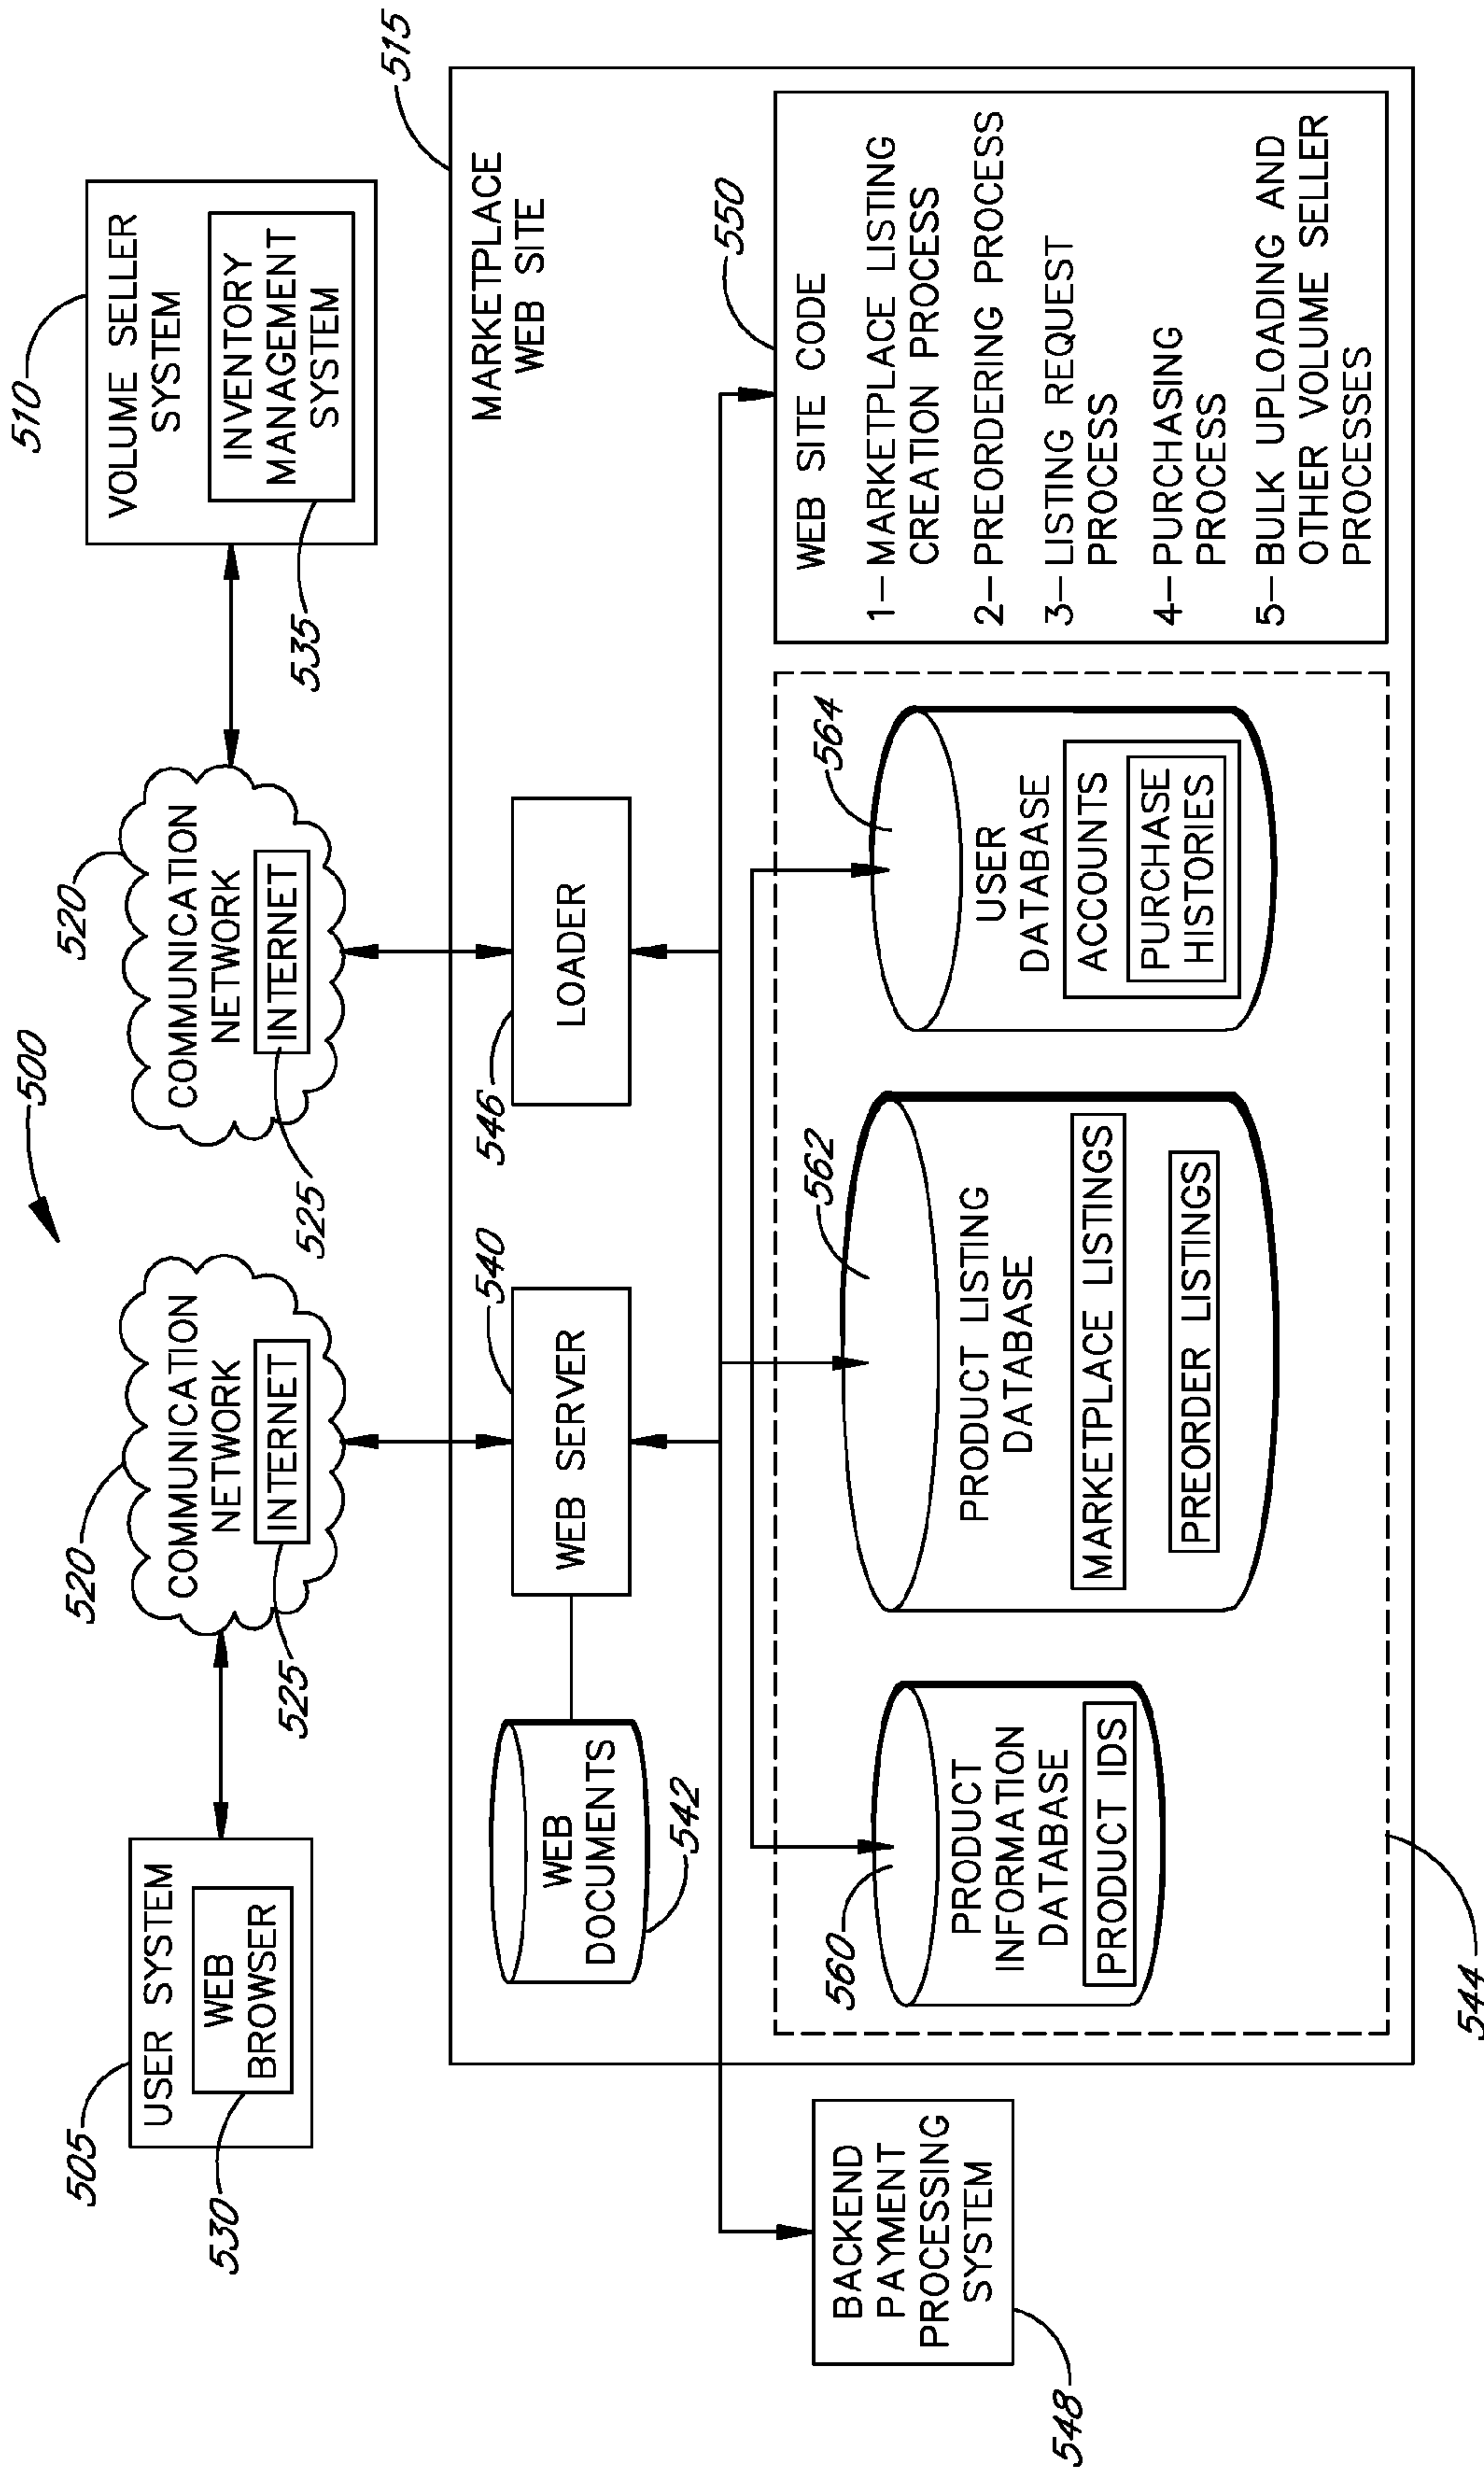 500
505
USER SYSTEM
530
WEB
BROWSER
520
COMMUNICATION
NETWORK
525
INTERNET
520
COMMUNICATION
NETWORK
525
INTERNET
510
VOLUME SELLER
SYSTEM
535
INVENTORY
MANAGEMENT
SYSTEM
515
MARKETPLACE
WEB SITE
WEB
DOCUMENTS
542
540
WEB SERVER
546
LOADER
548
BACKEND
PAYMENT
PROCESSING
SYSTEM
544
560
PRODUCT
INFORMATION
DATABASE
PRODUCT IDS
562
PRODUCT LISTING
DATABASE
MARKETPLACE LISTINGS
PREORDER LISTINGS
564
USER
DATABASE
ACCOUNTS
PURCHASE
HISTORIES
550
WEB SITE CODE
1–MARKETPLACE LISTING
CREATION PROCESS
2–PREORDERING PROCESS
3–LISTING REQUEST
PROCESS
4–PURCHASING
PROCESS
5–BULK UPLOADING AND
OTHER VOLUME SELLER
PROCESSES